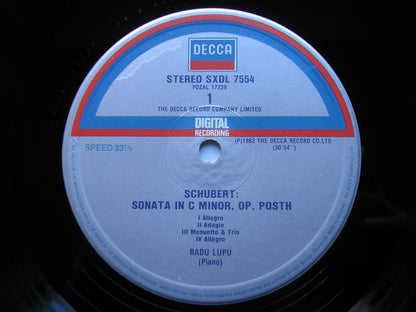 DECCA
STEREO SXDL 7554
PDZAL 17239
1
THE DECCA RECORD COMPANY LIMITED
DIGITAL
RECORDING
SPEED 33⅓
(P)1982 THE DECCA RECORD CO.LTD
(30'54")
SCHUBERT:
SONATA IN C MINOR, OP. POSTH
I Allegro
II Adagio
III Menuetto & Trio
IV Allegro
RADU LUPU
(Piano)